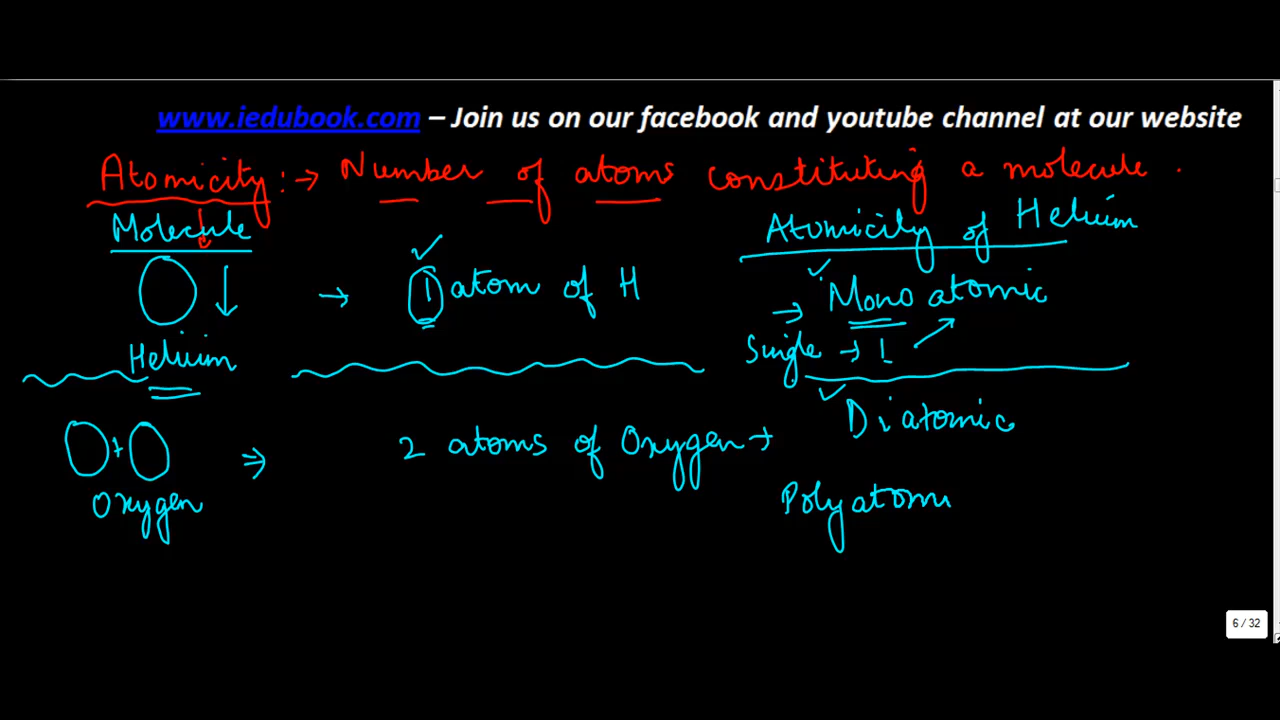 www.iedubook.com – Join us on our facebook and youtube channel at our website
Atomicity :→ Number of atoms constituting a molecule .
Molecule
Atomicity of Helium
→ 1 atom of H
→ Mono atomic
Single → 1
Helium
Diatomic
+ ⇒ 2 atoms of Oxygen →
Oxygen
Polyatomi
6 / 32